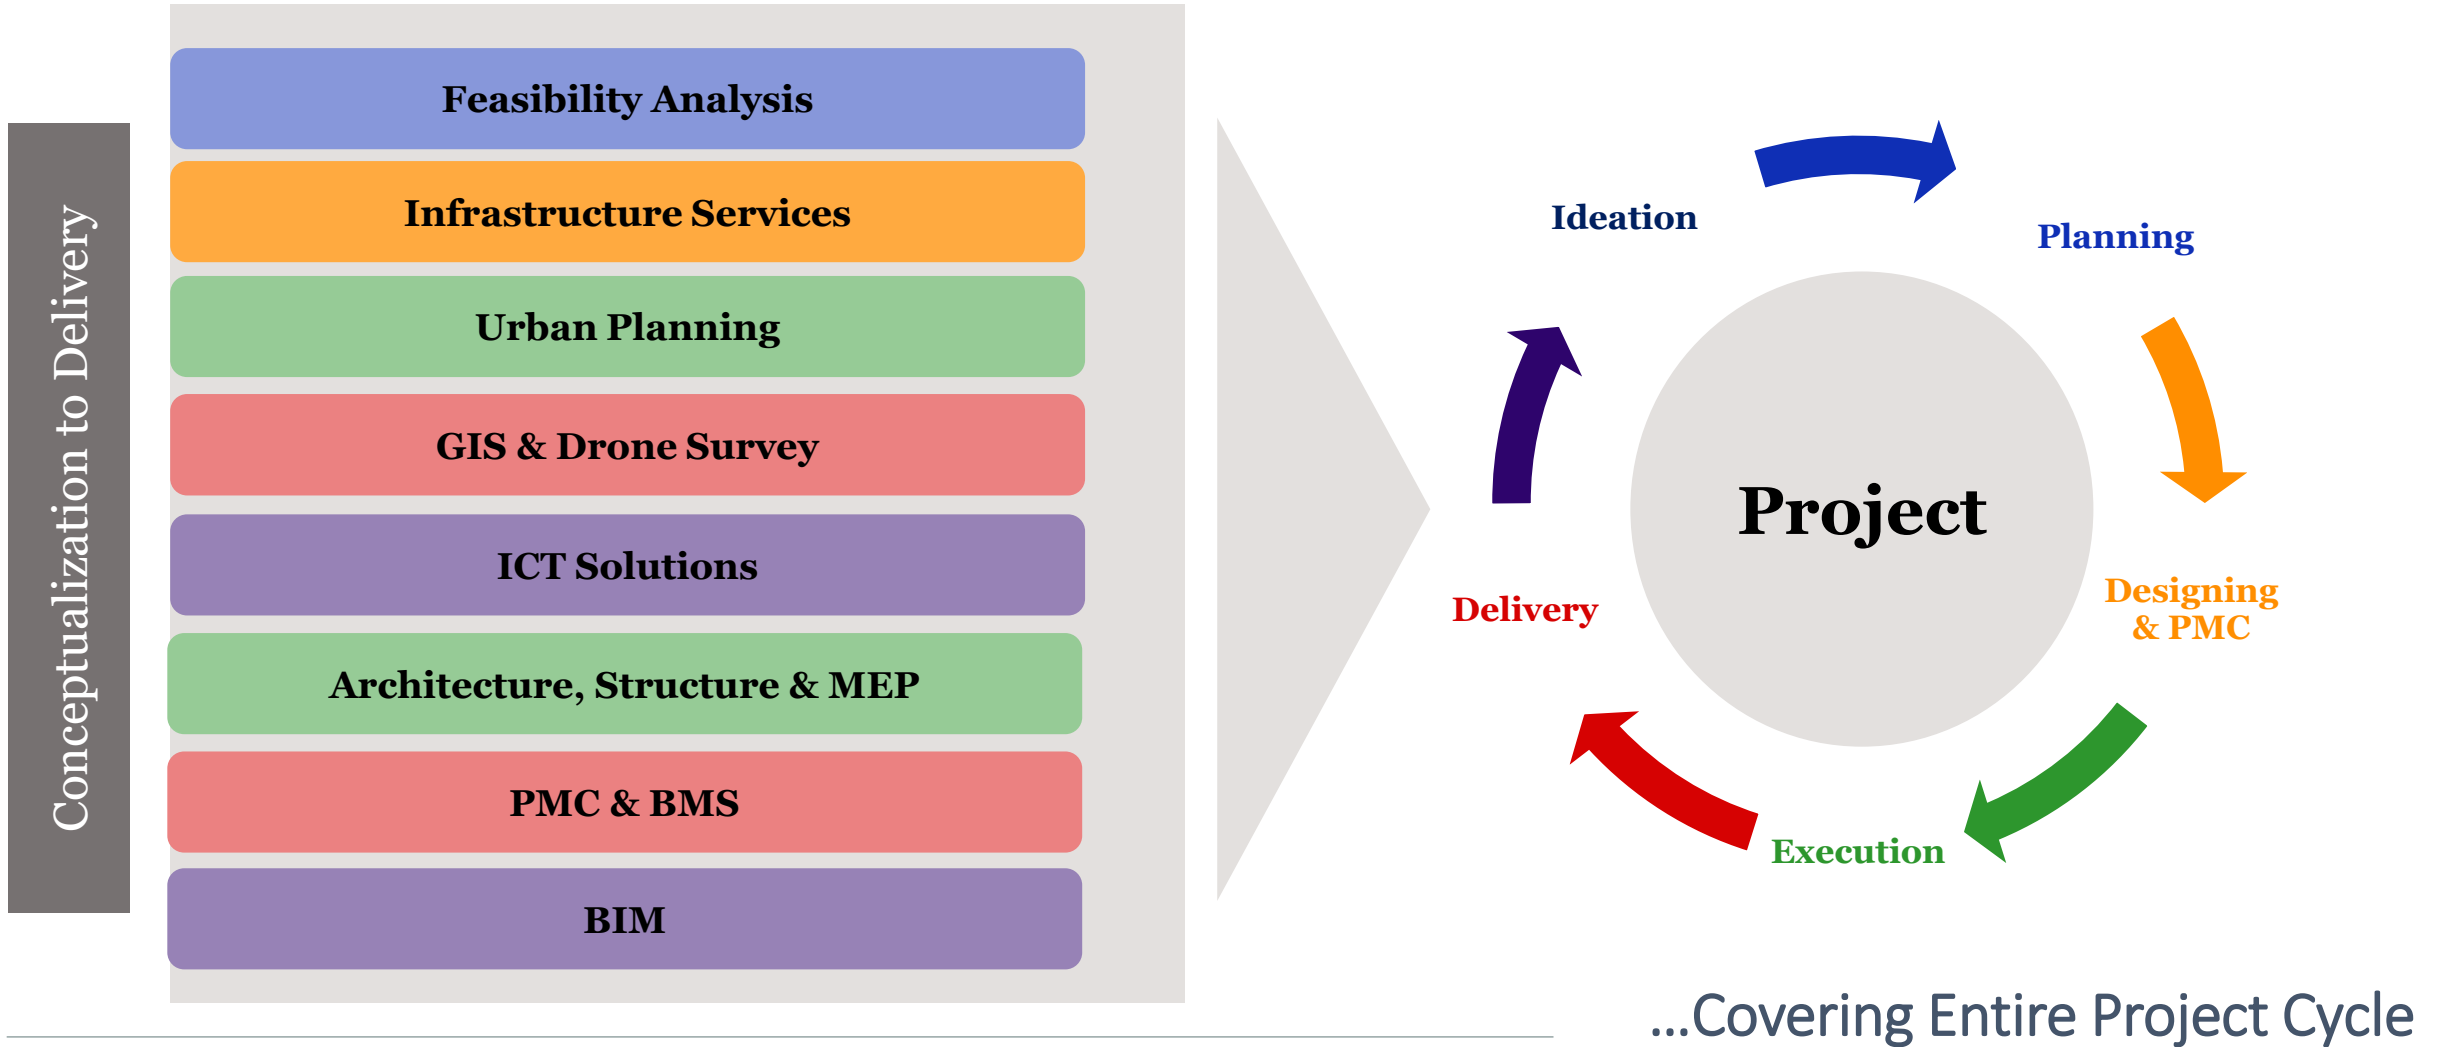 Conceptualization to Delivery
Feasibility Analysis
Infrastructure Services
Urban Planning
GIS & Drone Survey
ICT Solutions
Architecture, Structure & MEP
PMC & BMS
BIM
Ideation
Planning
Designing
& PMC
Execution
Delivery
Project
...Covering Entire Project Cycle